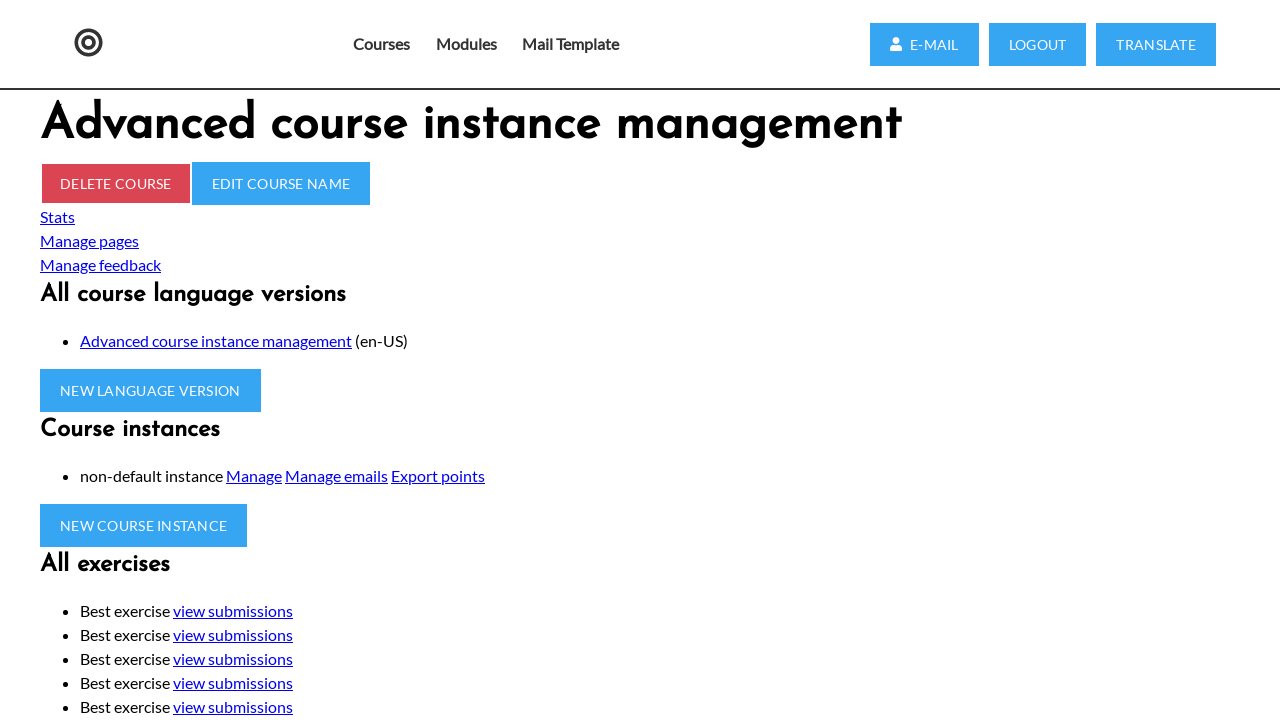 Courses Modules Mail Template E-MAIL LOGOUT TRANSLATE
Advanced course instance management
DELETE COURSE EDIT COURSE NAME
Stats
Manage pages
Manage feedback
All course language versions
Advanced course instance management (en-US)
NEW LANGUAGE VERSION
Course instances
non-default instance Manage Manage emails Export points
NEW COURSE INSTANCE
All exercises
Best exercise view submissions
Best exercise view submissions
Best exercise view submissions
Best exercise view submissions
Best exercise view submissions